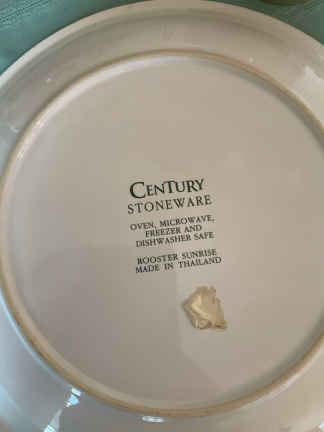 CENTURY
STONEWARE
OVEN, MICROWAVE,
FREEZER AND
DISHWASHER SAFE
ROOSTER SUNRISE
MADE IN THAILAND